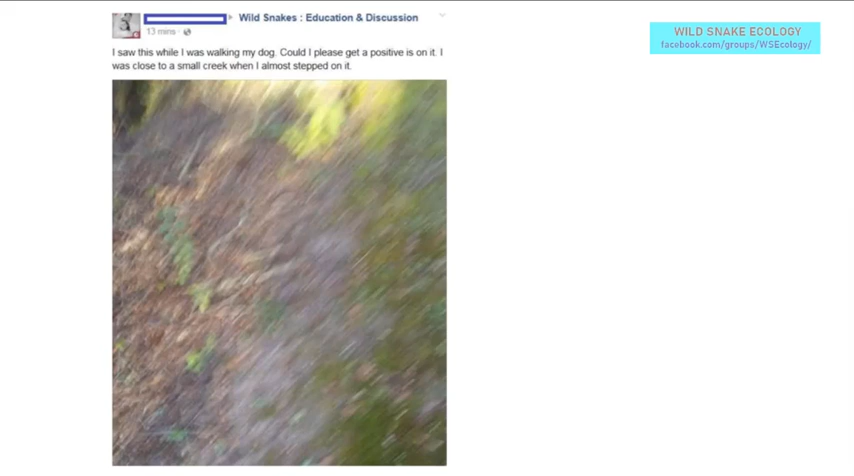 Wild Snakes : Education & Discussion
13 mins ·
I saw this while I was walking my dog. Could I please get a positive is on it. I
was close to a small creek when I almost stepped on it.
WILD SNAKE ECOLOGY
facebook.com/groups/WSEcology/